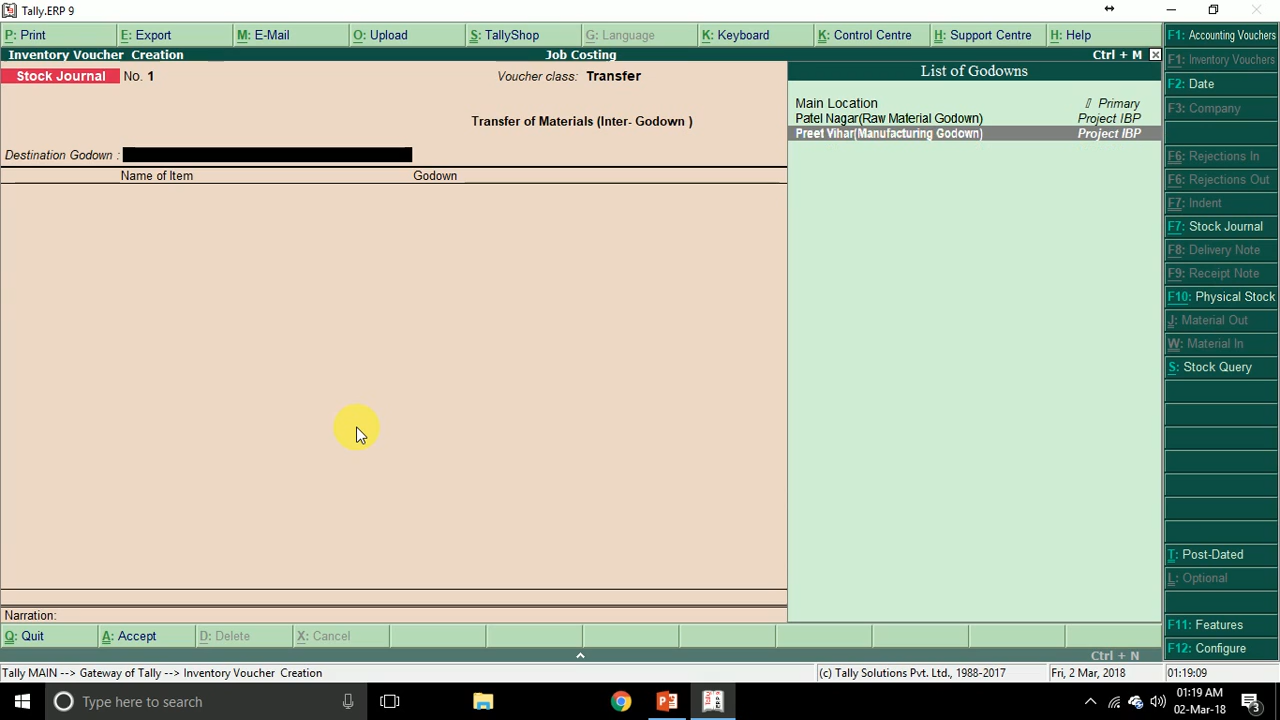 Tally.ERP 9
P: Print E: Export M: E-Mail O: Upload S: TallyShop G: Language K: Keyboard K: Control Centre H: Support Centre H: Help
Inventory Voucher Creation Job Costing Ctrl + M
Stock Journal No. 1 Voucher class: Transfer
Transfer of Materials (Inter- Godown )
Destination Godown :
Name of Item Godown
Narration:
List of Godowns
Main Location Primary
Patel Nagar(Raw Material Godown) Project IBP
Preet Vihar(Manufacturing Godown) Project IBP
F1: Accounting Vouchers
F1: Inventory Vouchers
F2: Date
F3: Company
F6: Rejections In
F6: Rejections Out
F7: Indent
F7: Stock Journal
F8: Delivery Note
F9: Receipt Note
F10: Physical Stock
J: Material Out
W: Material In
S: Stock Query
T: Post-Dated
L: Optional
F11: Features
F12: Configure
Q: Quit A: Accept D: Delete X: Cancel
Ctrl + N
Tally MAIN --> Gateway of Tally --> Inventory Voucher Creation (c) Tally Solutions Pvt. Ltd., 1988-2017 Fri, 2 Mar, 2018 01:19:09
Type here to search
01:19 AM
02-Mar-18
3